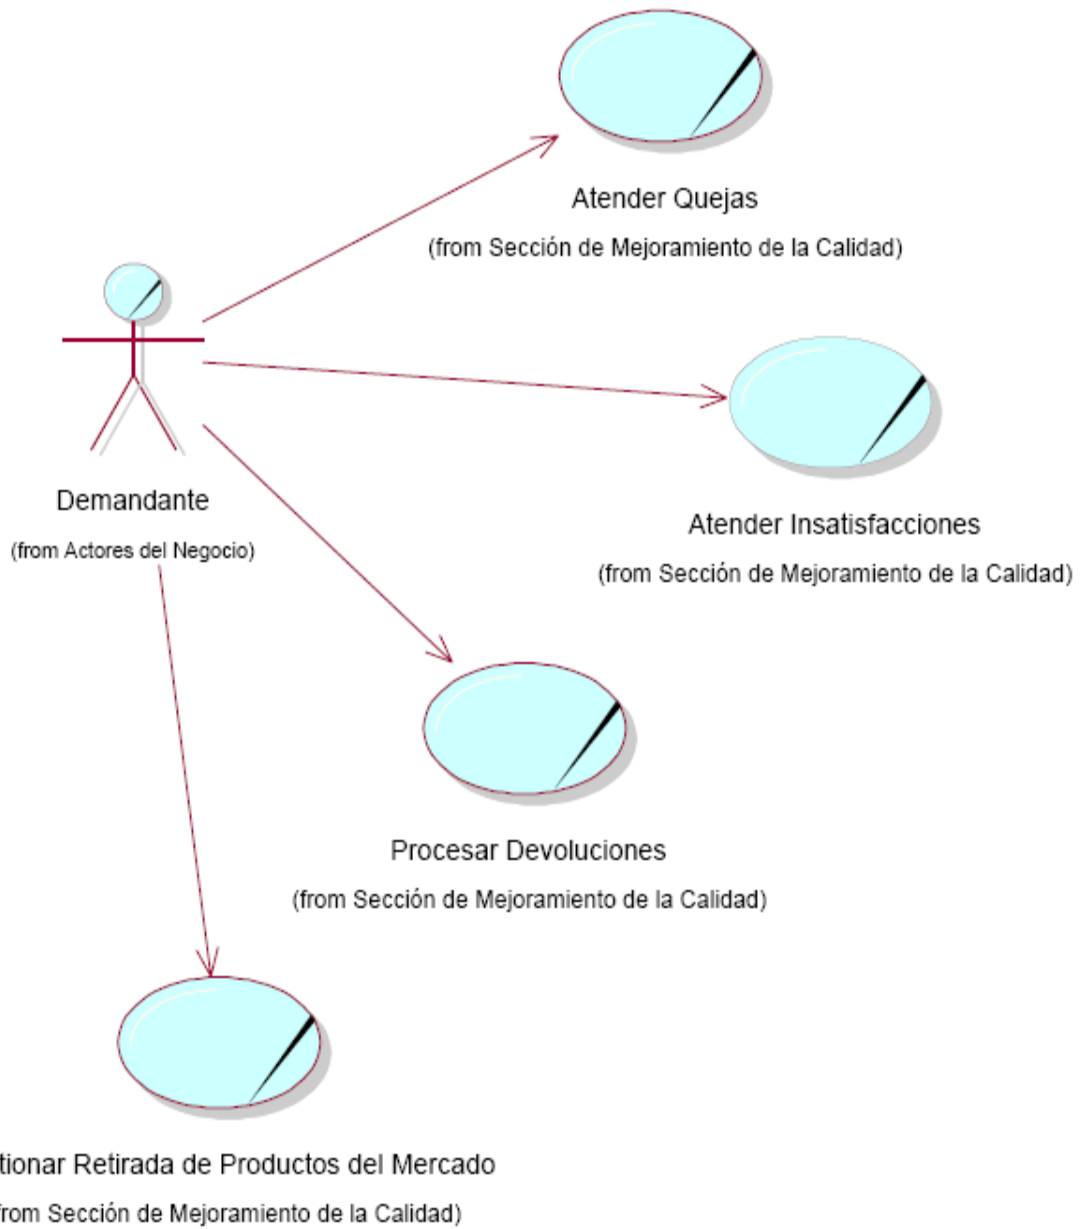 Atender Quejas
(from Sección de Mejoramiento de la Calidad)
Demandante
(from Actores del Negocio)
Atender Insatisfacciones
(from Sección de Mejoramiento de la Calidad)
Procesar Devoluciones
(from Sección de Mejoramiento de la Calidad)
tionar Retirada de Productos del Mercado
from Sección de Mejoramiento de la Calidad)